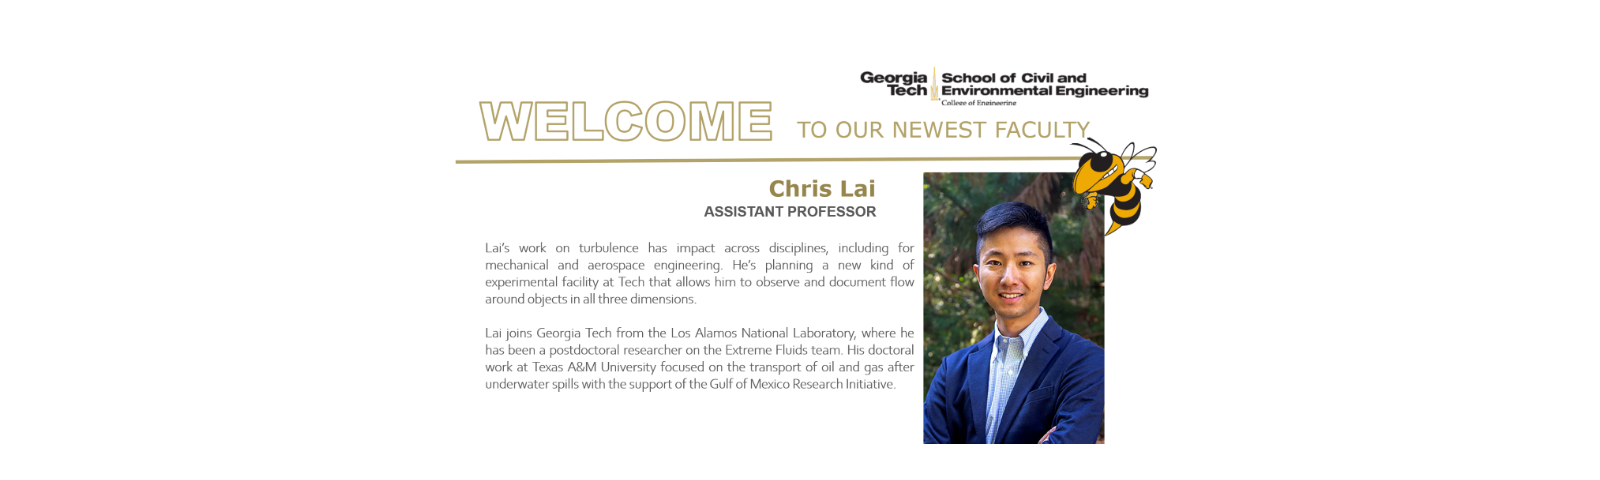 Georgia Tech
School of Civil and Environmental Engineering
College of Engineering
WELCOME TO OUR NEWEST FACULTY
Chris Lai
ASSISTANT PROFESSOR
Lai's work on turbulence has impact across disciplines, including for
mechanical and aerospace engineering. He's planning a new kind of
experimental facility at Tech that allows him to observe and document flow
around objects in all three dimensions.
Lai joins Georgia Tech from the Los Alamos National Laboratory, where he
has been a postdoctoral researcher on the Extreme Fluids team. His doctoral
work at Texas A&M University focused on the transport of oil and gas after
underwater spills with the support of the Gulf of Mexico Research Initiative.